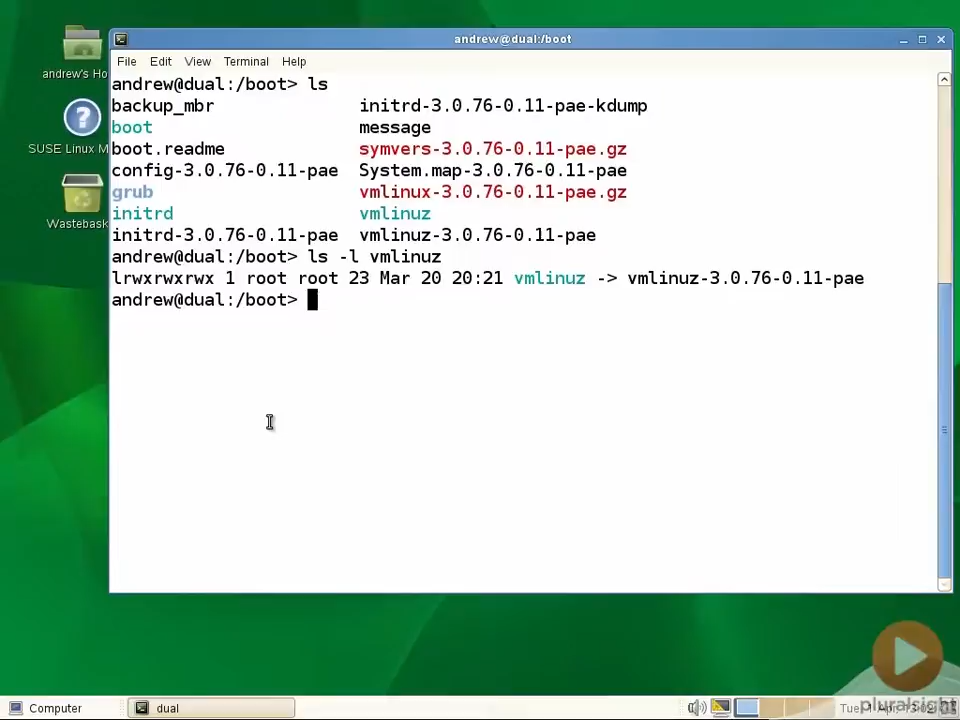 andrew@dual:/boot
andrew's Ho
SUSE Linux M
Wastebask
File Edit View Terminal Help
andrew@dual:/boot> ls
backup_mbr initrd-3.0.76-0.11-pae-kdump
boot message
boot.readme symvers-3.0.76-0.11-pae.gz
config-3.0.76-0.11-pae System.map-3.0.76-0.11-pae
grub vmlinux-3.0.76-0.11-pae.gz
initrd vmlinuz
initrd-3.0.76-0.11-pae vmlinuz-3.0.76-0.11-pae
andrew@dual:/boot> ls -l vmlinuz
lrwxrwxrwx 1 root root 23 Mar 20 20:21 vmlinuz -> vmlinuz-3.0.76-0.11-pae
andrew@dual:/boot>
Computer dual Tue 1 Apr
pluralsight